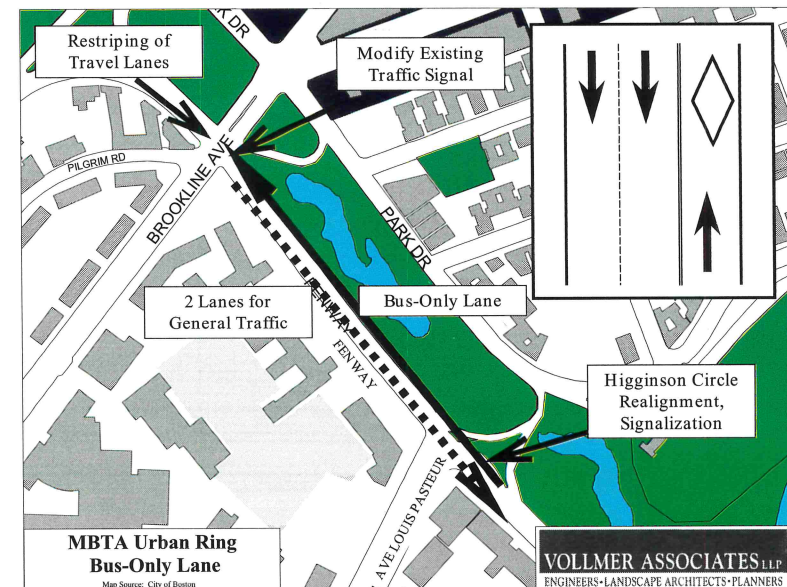 Restriping of
Travel Lanes
RK DR
Modify Existing
Traffic Signal
PILGRIM RD
BROOKLINE AVE
PARK DR
2 Lanes for
General Traffic
FENWAY
FENWAY
Bus-Only Lane
Higginson Circle
Realignment,
Signalization
AVE LOUIS PASTEUR
MBTA Urban Ring
Bus-Only Lane
Map Source: City of Boston
VOLLMER ASSOCIATES LLP
ENGINEERS•LANDSCAPE ARCHITECTS•PLANNERS